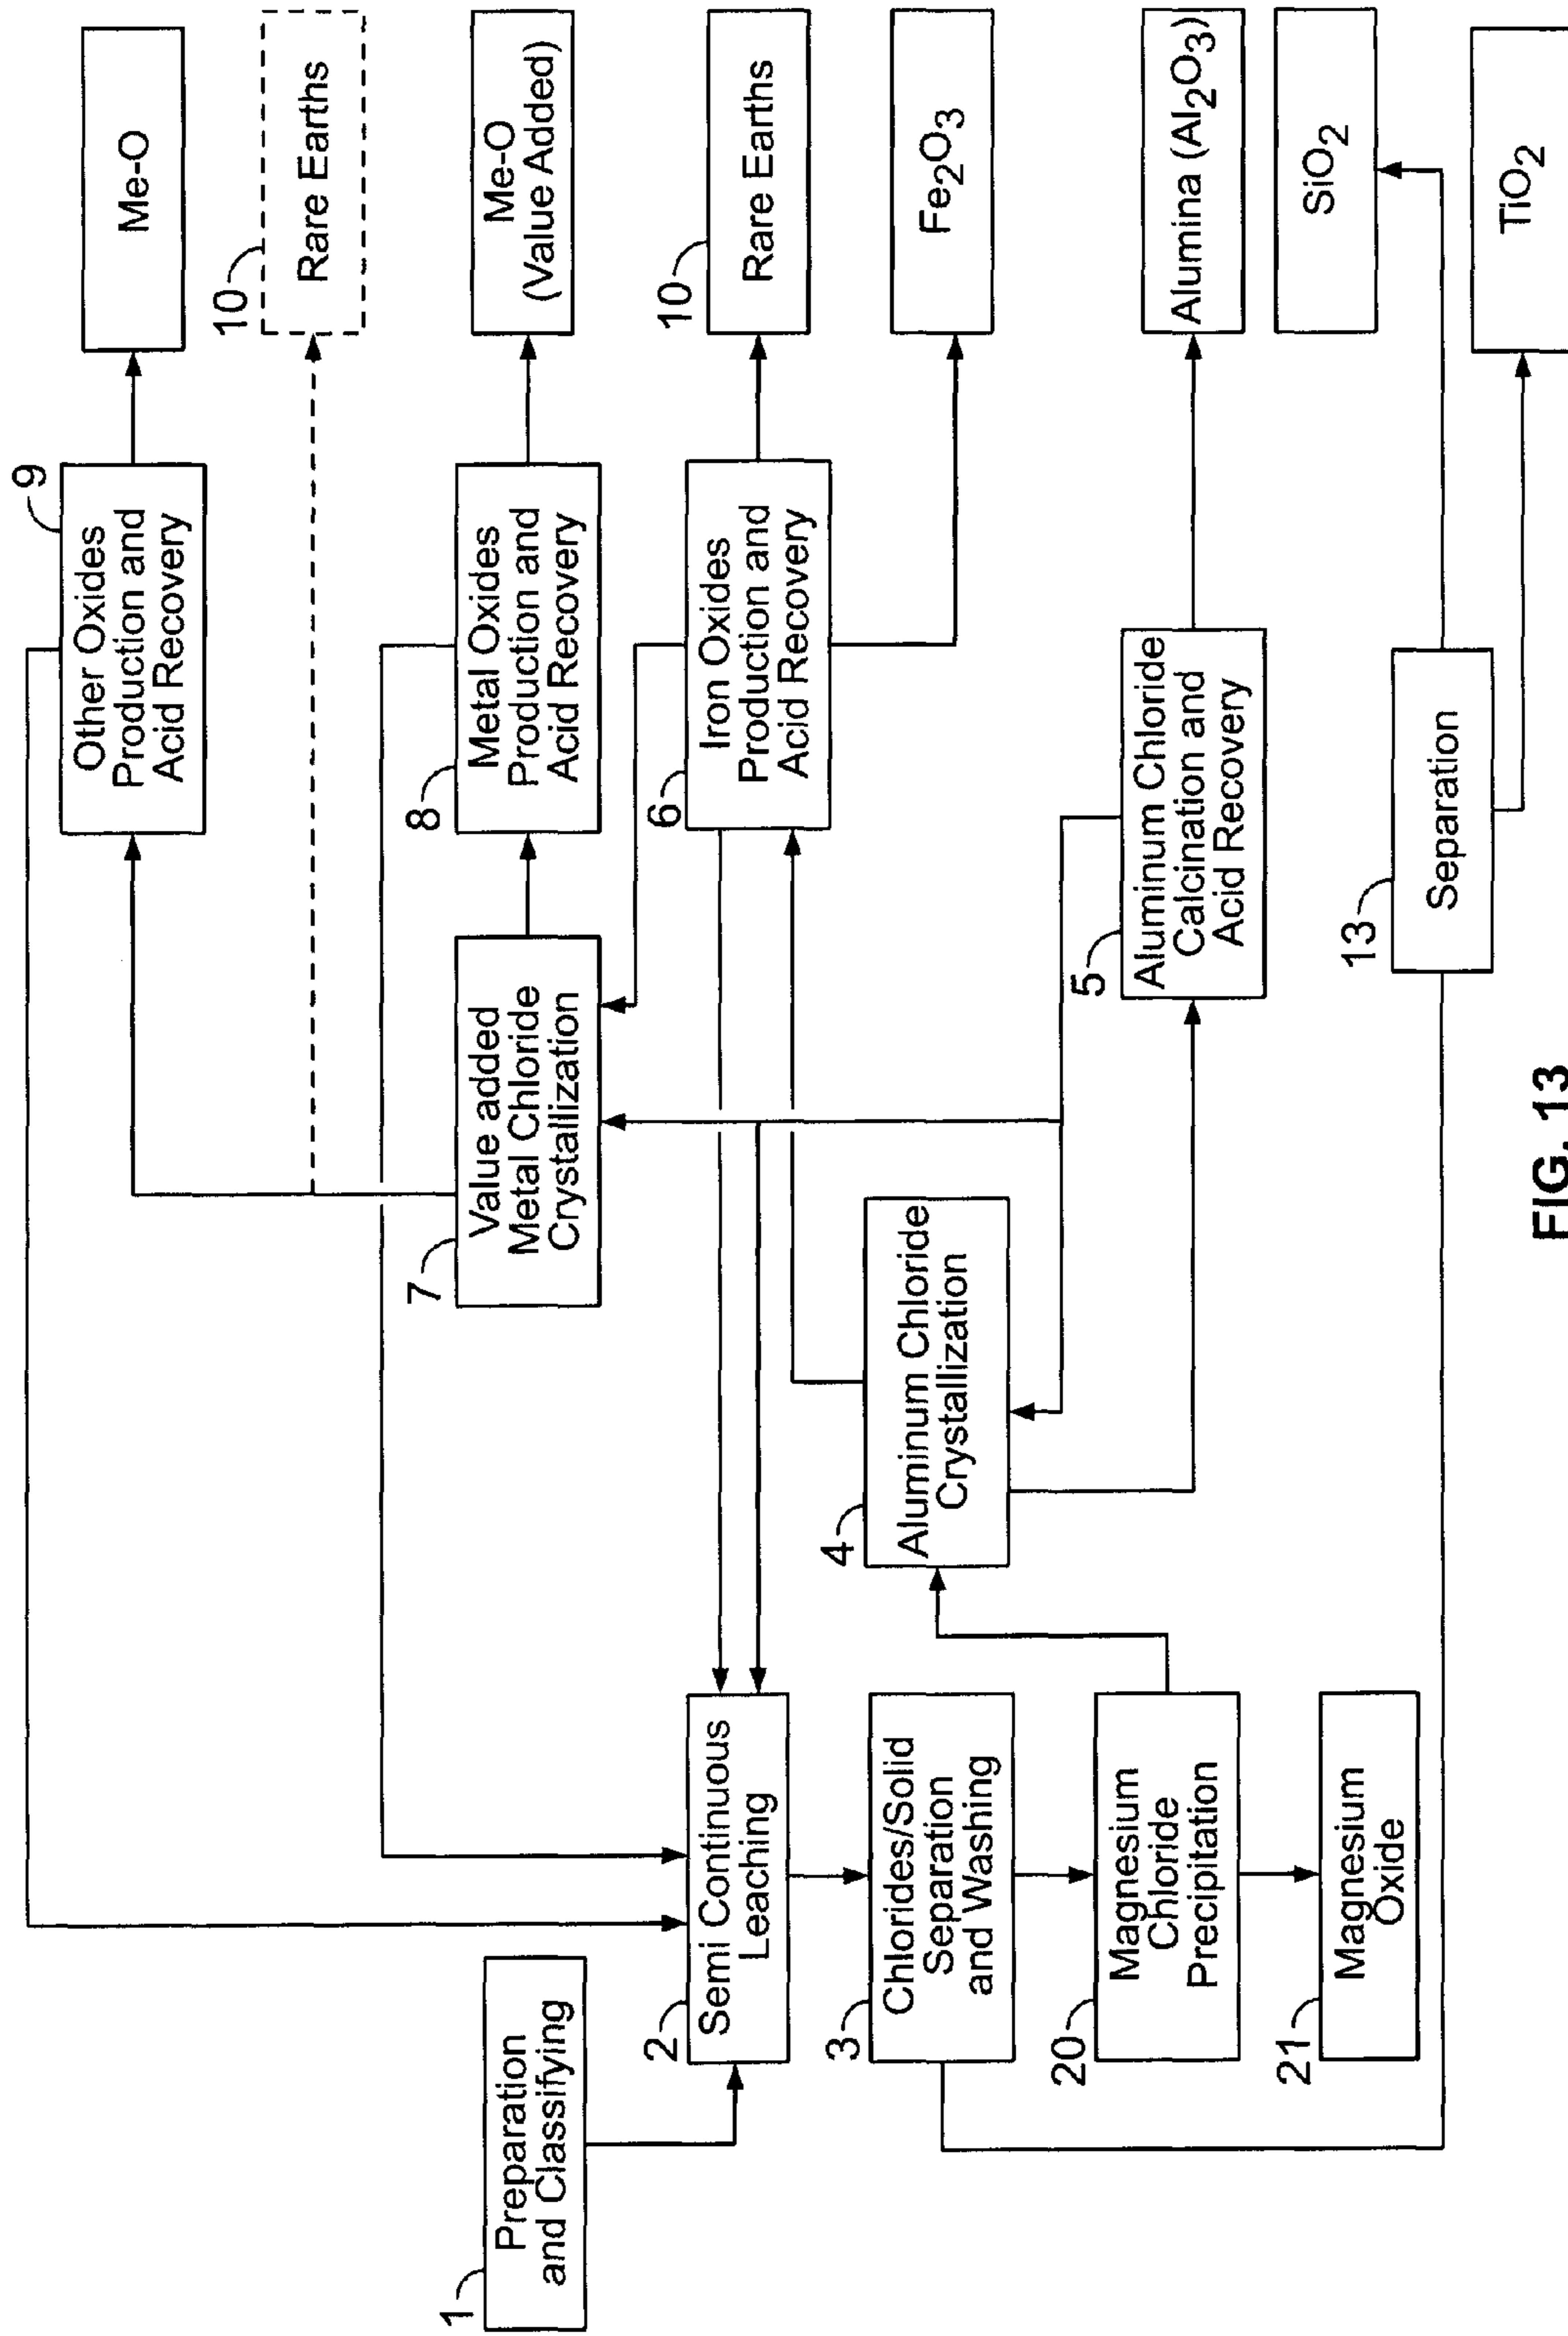 1
Preparation
and Classifying
2
Semi Continuous
Leaching
3
Chlorides/Solid
Separation
and Washing
20
Magnesium
Chloride
Precipitation
21
Magnesium
Oxide
4
Aluminum Chloride
Crystallization
7
Value added
Metal Chloride
Crystallization
5
Aluminum Chloride
Calcination and
Acid Recovery
13
Separation
9
Other Oxides
Production and
Acid Recovery
8
Metal Oxides
Production and
Acid Recovery
6
Iron Oxides
Production and
Acid Recovery
Me-O
10
Rare Earths
Me-O
(Value Added)
10
Rare Earths
Fe2O3
Alumina (Al2O3)
SiO2
TiO2
FIG. 13